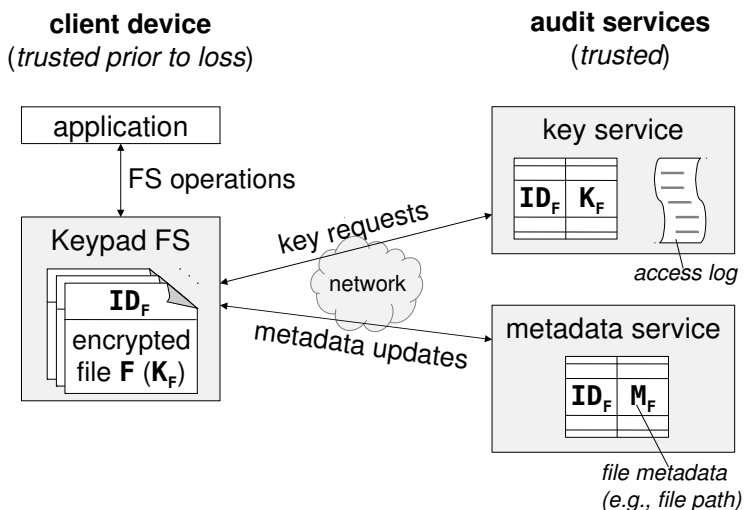 client device
(trusted prior to loss)
application
FS operations
Keypad FS
ID_F
encrypted
file F (K_F)
key requests
network
metadata updates
audit services
(trusted)
key service
ID_F K_F
access log
metadata service
ID_F M_F
file metadata
(e.g., file path)